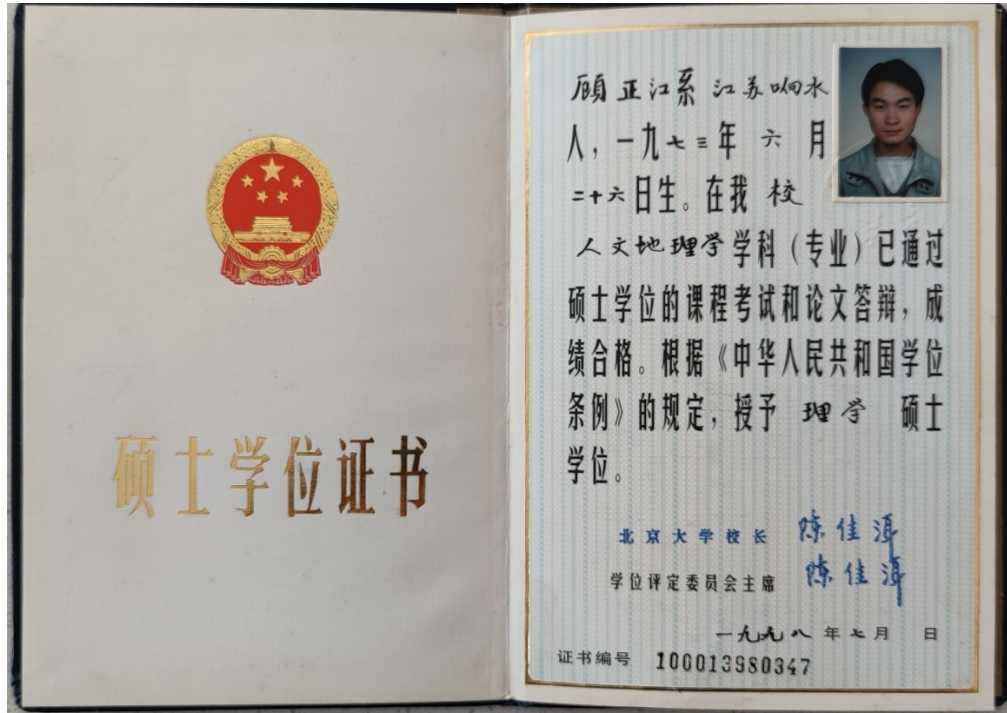 硕士学位证书
顾正江系江苏响水
人，一九七三年六月
二十六日生。在我校
人文地理学学科（专业）已通过
硕士学位的课程考试和论文答辩，成
绩合格。根据《中华人民共和国学位
条例》的规定，授予理学硕士
学位。
北京大学校长 陈佳洱
学位评定委员会主席 陈佳洱
一九九八年七月 日
证书编号 100013980347